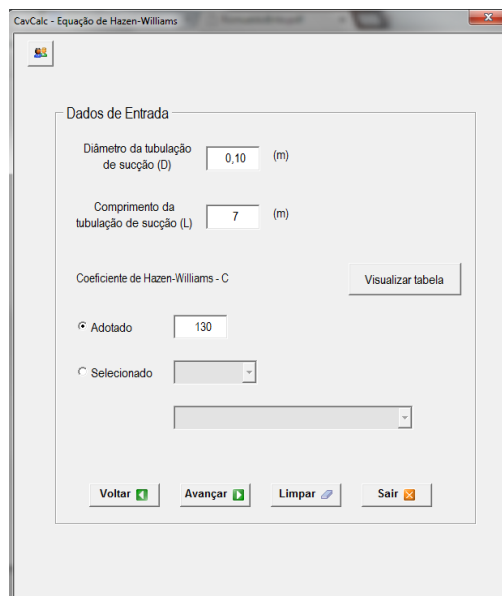 CavCalc - Equação de Hazen-Williams
Dados de Entrada
Diâmetro da tubulação
de sucção (D)
0,10
(m)
Comprimento da
tubulação de sucção (L)
7
(m)
Coeficiente de Hazen-Williams - C
Visualizar tabela
Adotado
130
Selecionado
Voltar
Avançar
Limpar
Sair